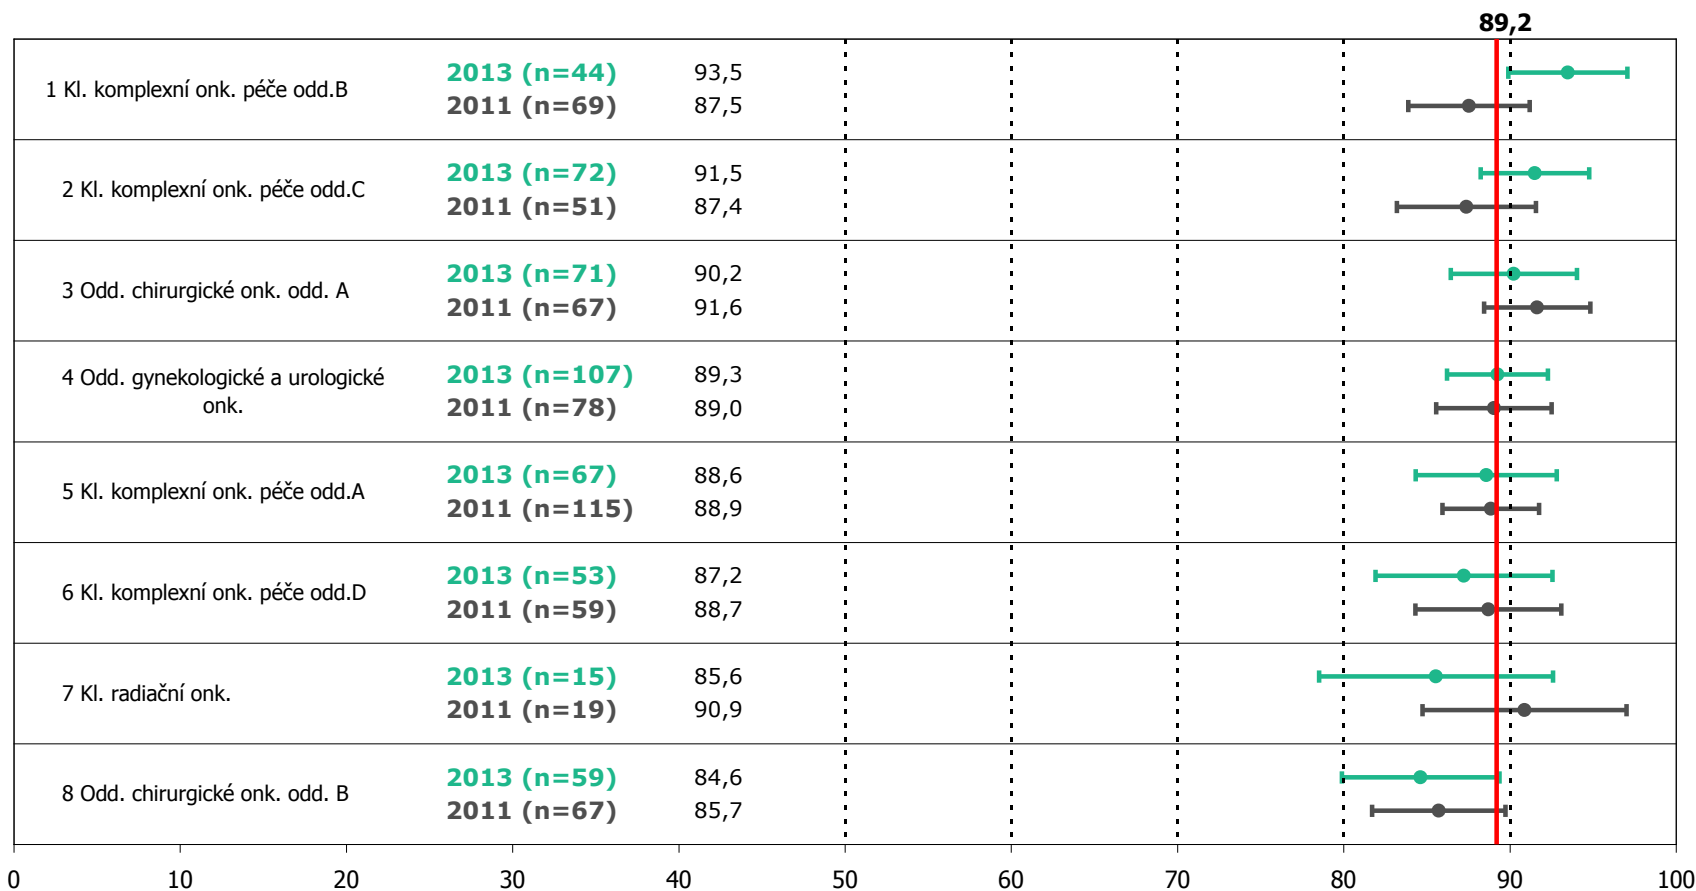 89,2
1 Kl. komplexní onk. péče odd.B
2013 (n=44) 93,5
2011 (n=69) 87,5
2 Kl. komplexní onk. péče odd.C
2013 (n=72) 91,5
2011 (n=51) 87,4
3 Odd. chirurgické onk. odd. A
2013 (n=71) 90,2
2011 (n=67) 91,6
4 Odd. gynekologické a urologické
onk.
2013 (n=107) 89,3
2011 (n=78) 89,0
5 Kl. komplexní onk. péče odd.A
2013 (n=67) 88,6
2011 (n=115) 88,9
6 Kl. komplexní onk. péče odd.D
2013 (n=53) 87,2
2011 (n=59) 88,7
7 Kl. radiační onk.
2013 (n=15) 85,6
2011 (n=19) 90,9
8 Odd. chirurgické onk. odd. B
2013 (n=59) 84,6
2011 (n=67) 85,7
0 10 20 30 40 50 60 70 80 90 100